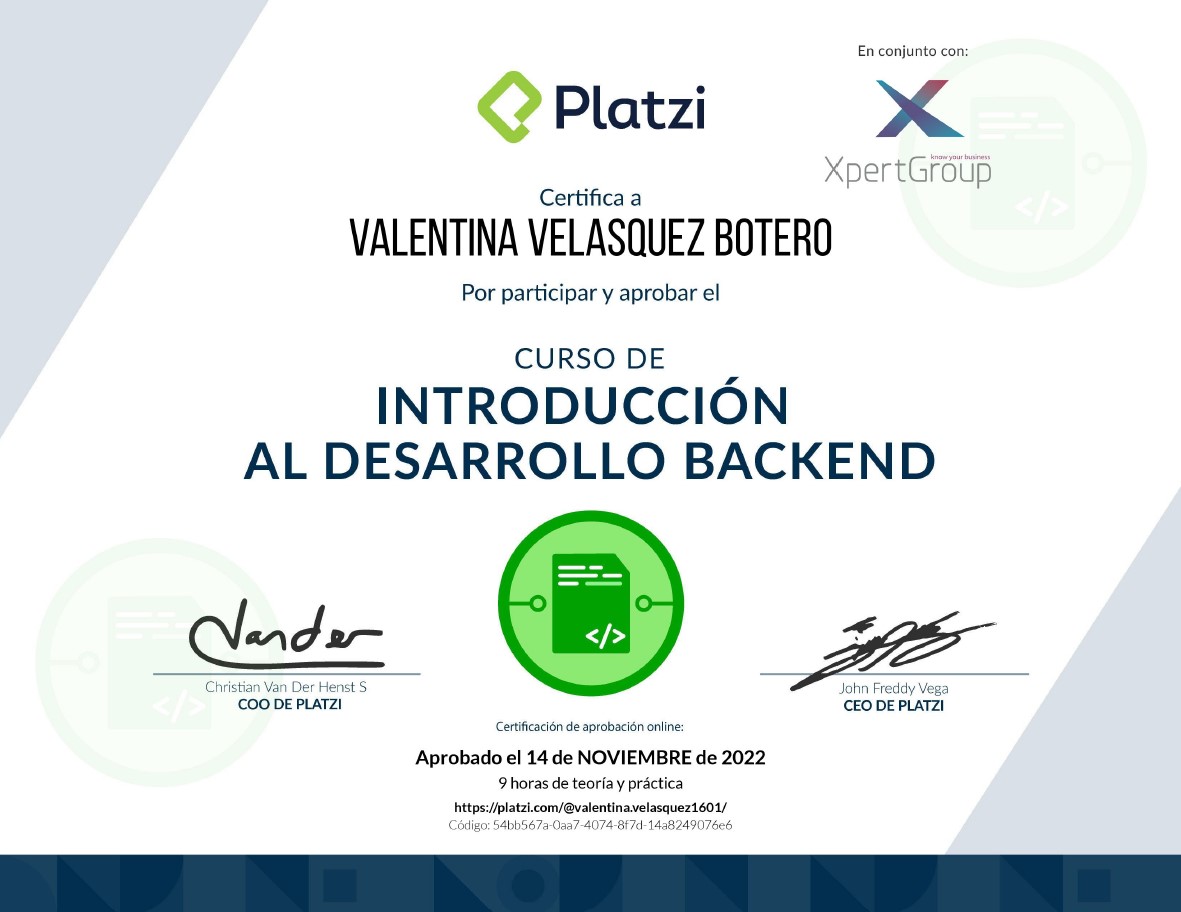 En conjunto con:
Platzi
know your business
XpertGroup
Certifica a
VALENTINA VELASQUEZ BOTERO
Por participar y aprobar el
CURSO DE
INTRODUCCIÓN
AL DESARROLLO BACKEND
</>
Vander
Christian Van Der Henst S
COO DE PLATZI
John Freddy Vega
CEO DE PLATZI
Certificación de aprobación online:
Aprobado el 14 de NOVIEMBRE de 2022
9 horas de teoría y práctica
https://platzi.com/@valentina.velasquez1601/
Código: 54bb567a-0aa7-4074-8f7d-14a8249076e6